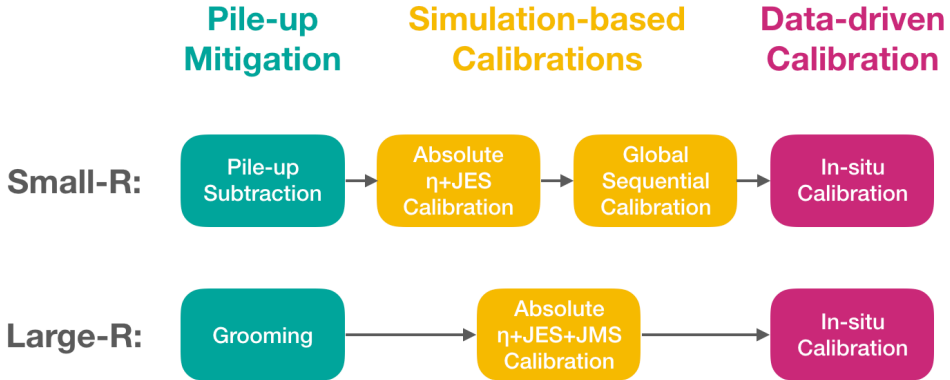 Pile-up
Mitigation
Simulation-based
Calibrations
Data-driven
Calibration
Small-R:
Pile-up
Subtraction
Absolute
η+JES
Calibration
Global
Sequential
Calibration
In-situ
Calibration
Large-R:
Grooming
Absolute
η+JES+JMS
Calibration
In-situ
Calibration